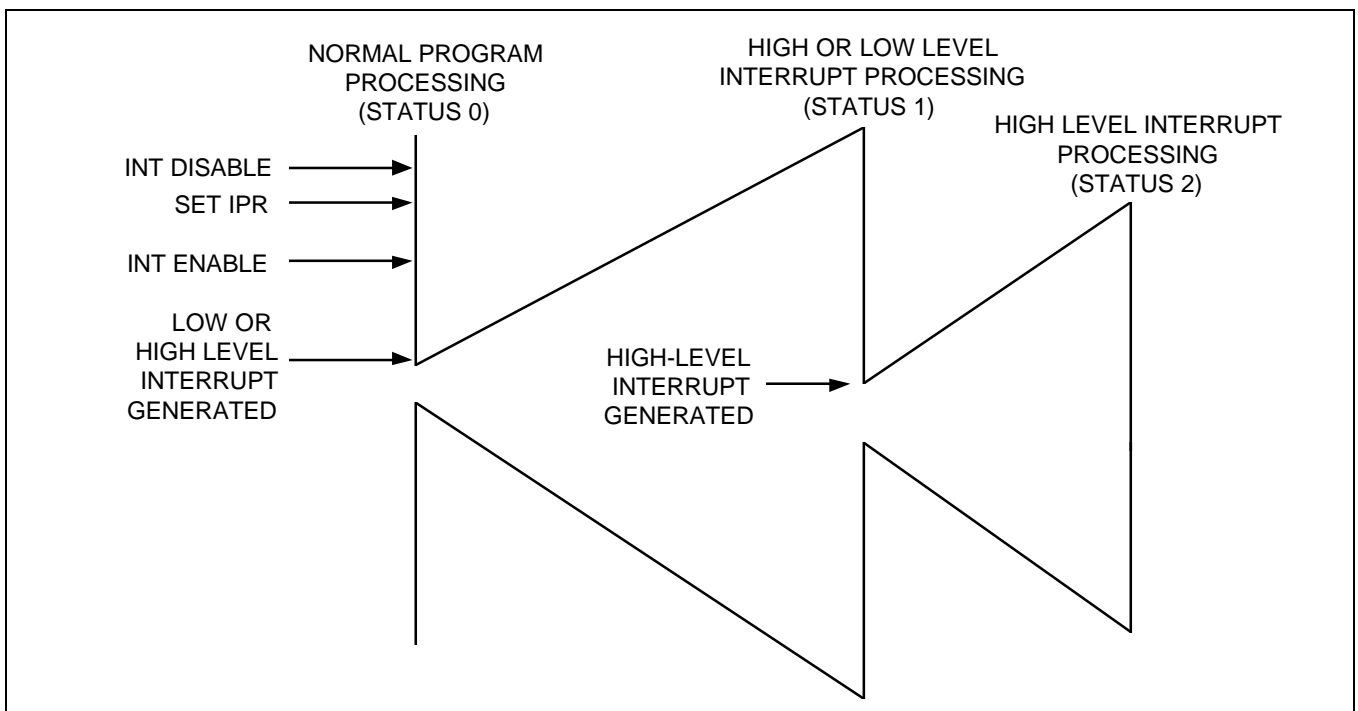 NORMAL PROGRAM
PROCESSING
(STATUS 0)
HIGH OR LOW LEVEL
INTERRUPT PROCESSING
(STATUS 1)
HIGH LEVEL INTERRUPT
PROCESSING
(STATUS 2)
INT DISABLE
SET IPR
INT ENABLE
LOW OR
HIGH LEVEL
INTERRUPT
GENERATED
HIGH-LEVEL
INTERRUPT
GENERATED